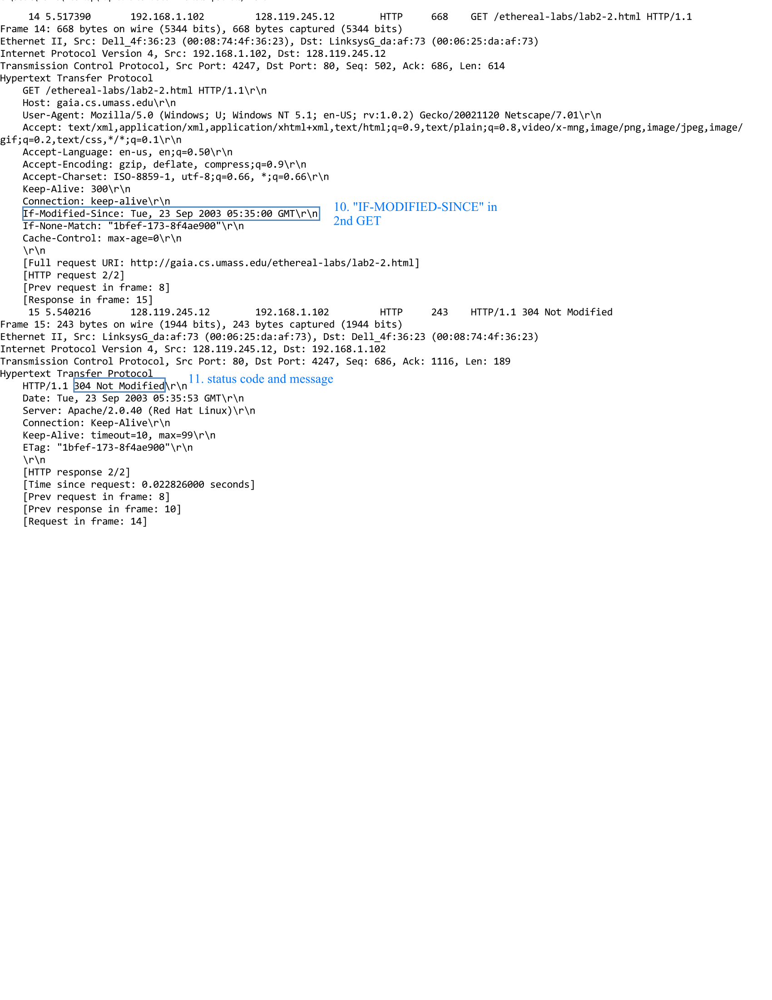 14 5.517390 192.168.1.102 128.119.245.12 HTTP 668 GET /ethereal-labs/lab2-2.html HTTP/1.1
Frame 14: 668 bytes on wire (5344 bits), 668 bytes captured (5344 bits)
Ethernet II, Src: Dell_4f:36:23 (00:08:74:4f:36:23), Dst: LinksysG_da:af:73 (00:06:25:da:af:73)
Internet Protocol Version 4, Src: 192.168.1.102, Dst: 128.119.245.12
Transmission Control Protocol, Src Port: 4247, Dst Port: 80, Seq: 502, Ack: 686, Len: 614
Hypertext Transfer Protocol
GET /ethereal-labs/lab2-2.html HTTP/1.1\r\n
Host: gaia.cs.umass.edu\r\n
User-Agent: Mozilla/5.0 (Windows; U; Windows NT 5.1; en-US; rv:1.0.2) Gecko/20021120 Netscape/7.01\r\n
Accept: text/xml,application/xml,application/xhtml+xml,text/html;q=0.9,text/plain;q=0.8,video/x-mng,image/png,image/jpeg,image/
gif;q=0.2,text/css,*/*;q=0.1\r\n
Accept-Language: en-us, en;q=0.50\r\n
Accept-Encoding: gzip, deflate, compress;q=0.9\r\n
Accept-Charset: ISO-8859-1, utf-8;q=0.66, *;q=0.66\r\n
Keep-Alive: 300\r\n
Connection: keep-alive\r\n
If-Modified-Since: Tue, 23 Sep 2003 05:35:00 GMT\r\n
10. "IF-MODIFIED-SINCE" in
2nd GET
If-None-Match: "1bfef-173-8f4ae900"\r\n
Cache-Control: max-age=0\r\n
\r\n
[Full request URI: http://gaia.cs.umass.edu/ethereal-labs/lab2-2.html]
[HTTP request 2/2]
[Prev request in frame: 8]
[Response in frame: 15]
15 5.540216 128.119.245.12 192.168.1.102 HTTP 243 HTTP/1.1 304 Not Modified
Frame 15: 243 bytes on wire (1944 bits), 243 bytes captured (1944 bits)
Ethernet II, Src: LinksysG_da:af:73 (00:06:25:da:af:73), Dst: Dell_4f:36:23 (00:08:74:4f:36:23)
Internet Protocol Version 4, Src: 128.119.245.12, Dst: 192.168.1.102
Transmission Control Protocol, Src Port: 80, Dst Port: 4247, Seq: 686, Ack: 1116, Len: 189
Hypertext Transfer Protocol
HTTP/1.1 304 Not Modified\r\n
11. status code and message
Date: Tue, 23 Sep 2003 05:35:53 GMT\r\n
Server: Apache/2.0.40 (Red Hat Linux)\r\n
Connection: Keep-Alive\r\n
Keep-Alive: timeout=10, max=99\r\n
ETag: "1bfef-173-8f4ae900"\r\n
\r\n
[HTTP response 2/2]
[Time since request: 0.022826000 seconds]
[Prev request in frame: 8]
[Prev response in frame: 10]
[Request in frame: 14]